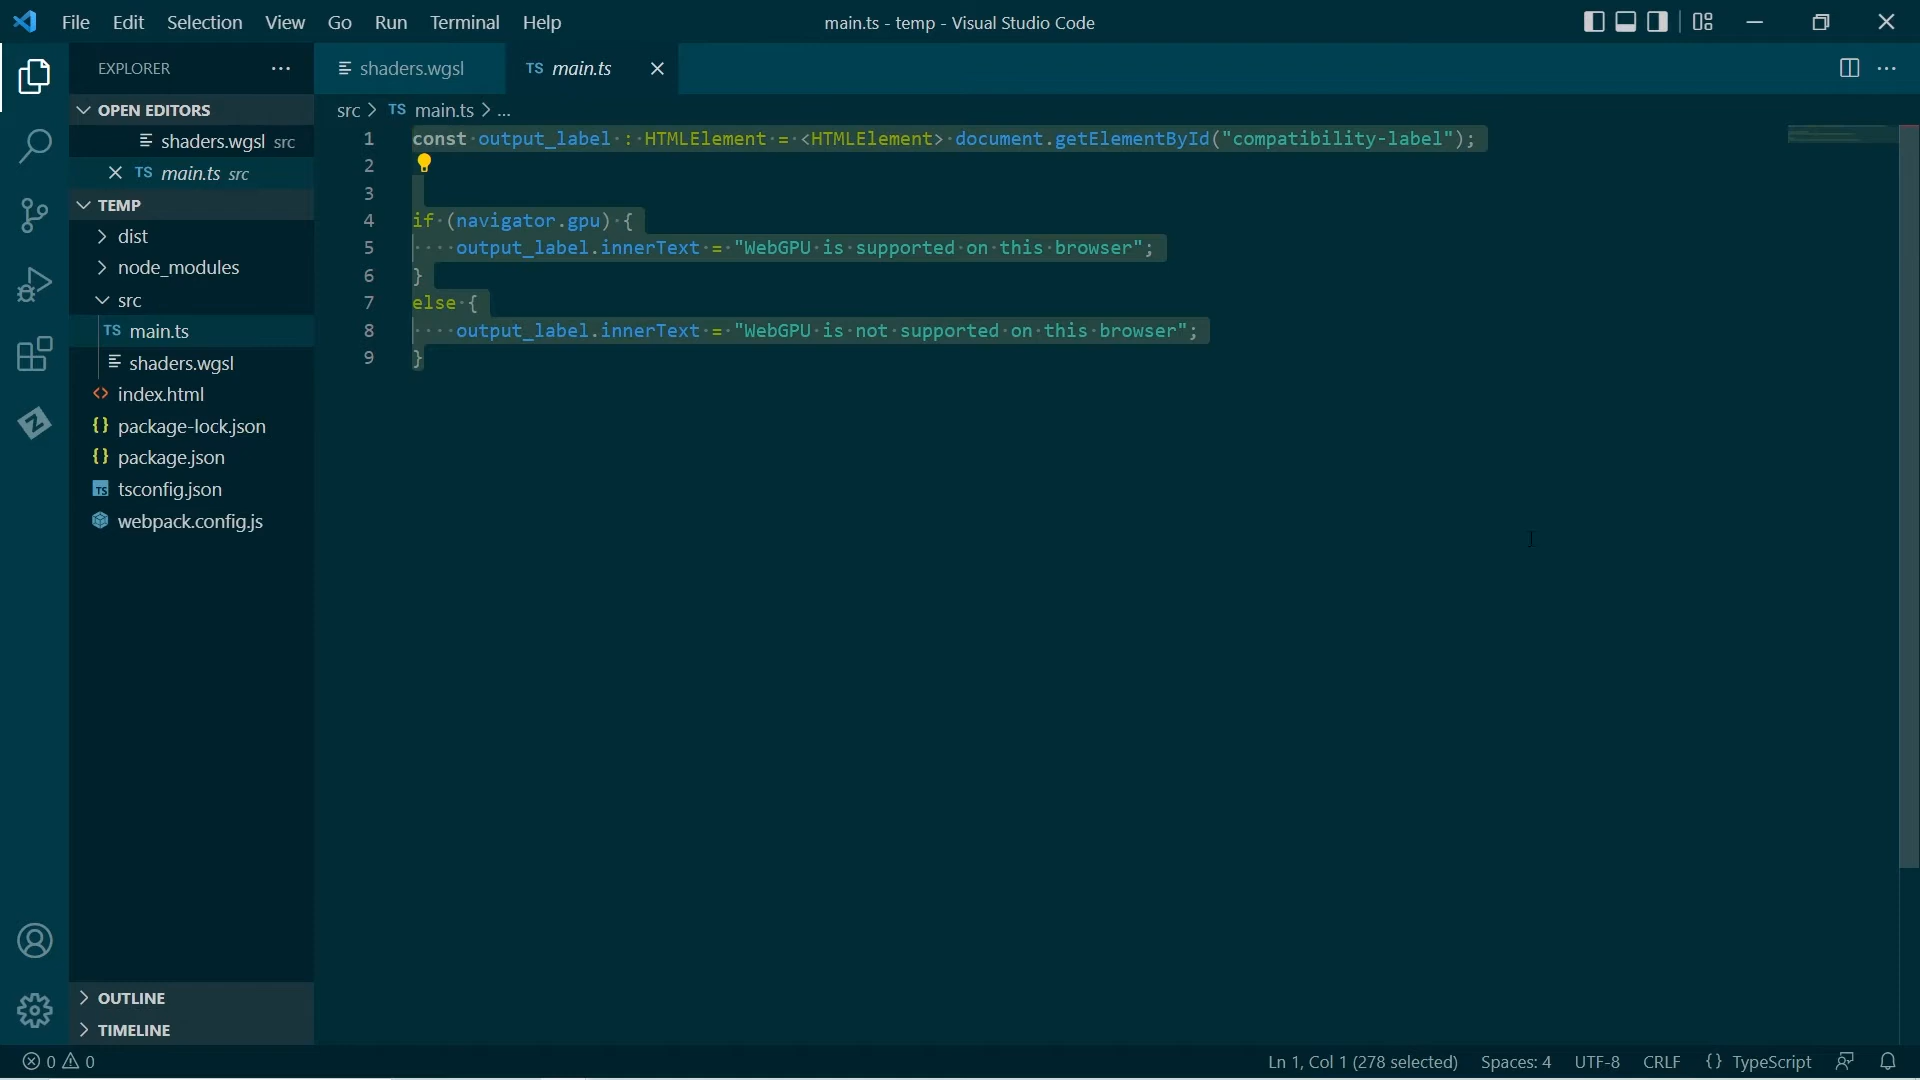 File Edit Selection View Go Run Terminal Help
main.ts - temp - Visual Studio Code
EXPLORER
shaders.wgsl
TS main.ts
OPEN EDITORS
shaders.wgsl src
TS main.ts src
TEMP
dist
node_modules
src
TS main.ts
shaders.wgsl
index.html
package-lock.json
package.json
TS tsconfig.json
webpack.config.js
OUTLINE
TIMELINE
src > TS main.ts > ...
1 const output_label : HTMLElement = <HTMLElement> document.getElementById("compatibility-label");
2
3
4 if (navigator.gpu) {
5     output_label.innerText = "WebGPU is supported on this browser";
6 }
7 else {
8     output_label.innerText = "WebGPU is not supported on this browser";
9 }
0 0
Ln 1, Col 1 (278 selected) Spaces: 4 UTF-8 CRLF {} TypeScript